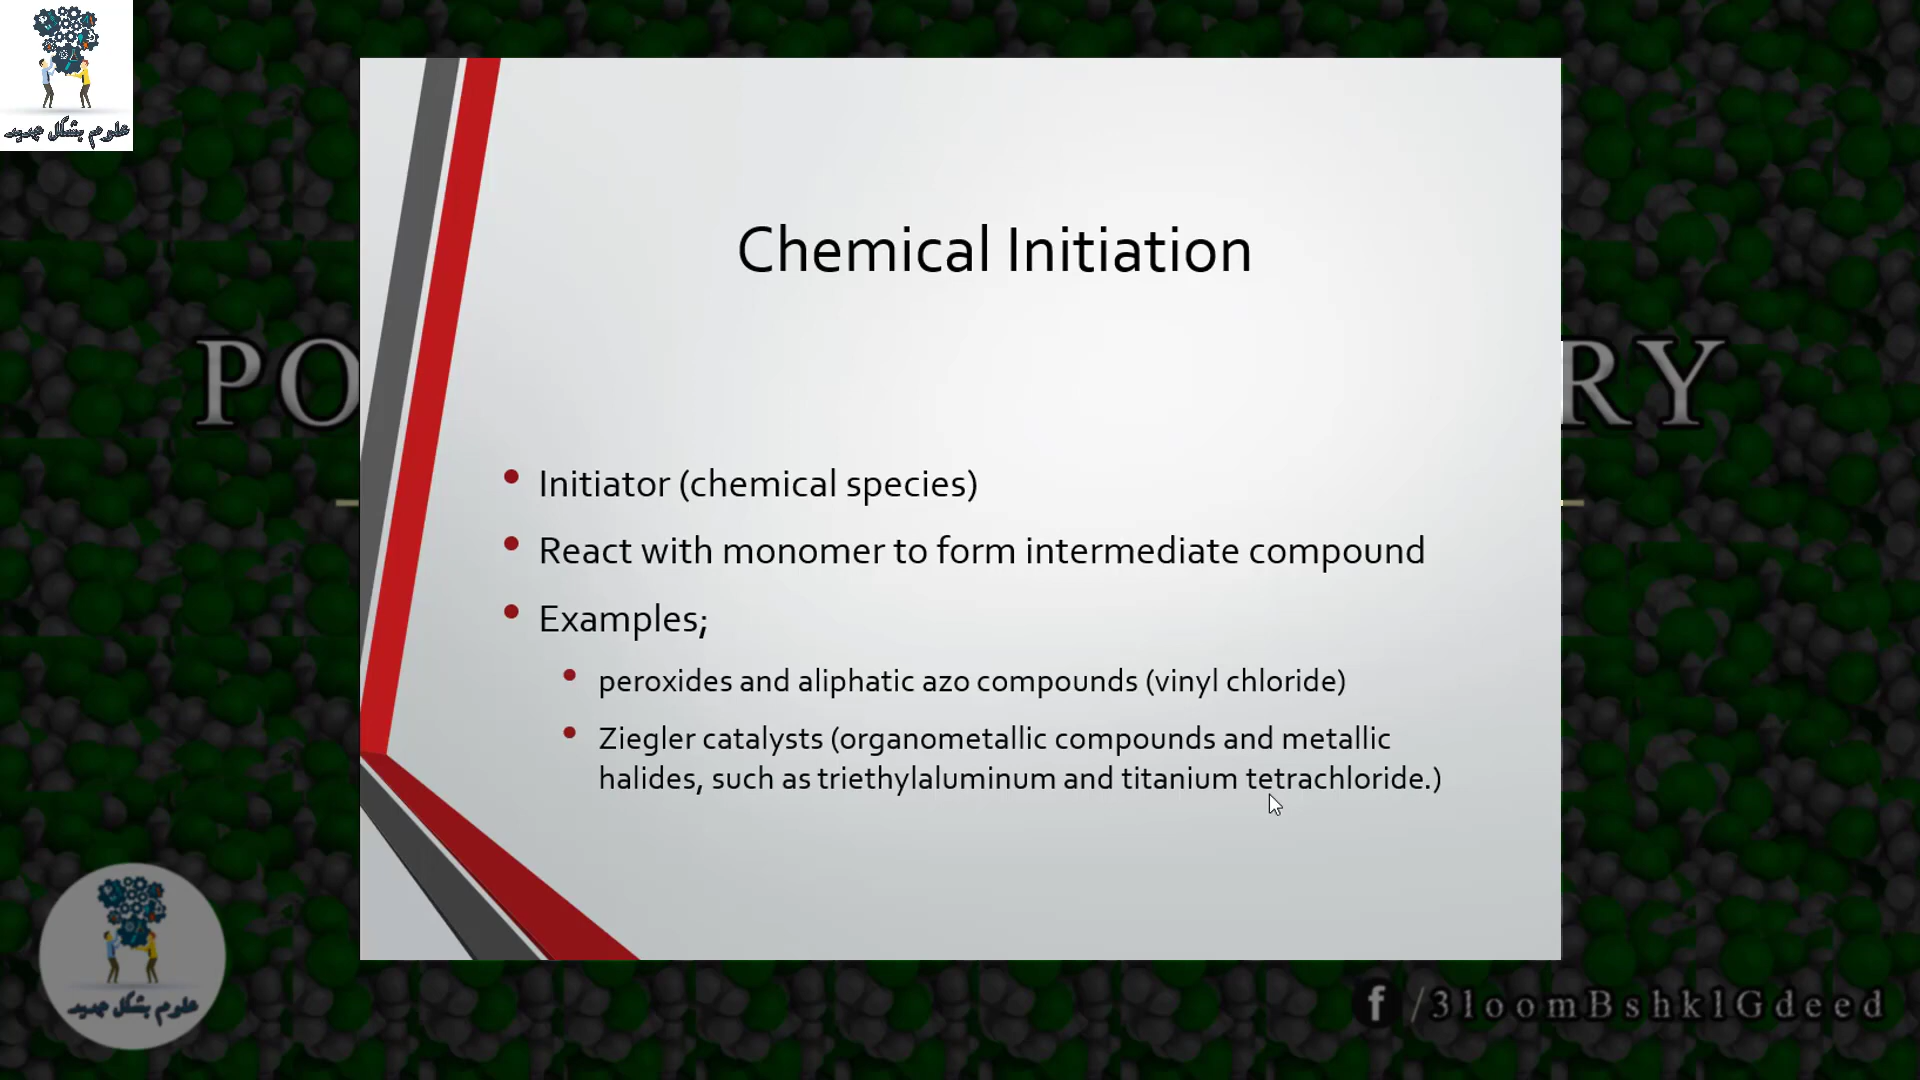 علوم بشكل جديد
Chemical Initiation
PO
RY
Initiator (chemical species)
React with monomer to form intermediate compound
Examples;
peroxides and aliphatic azo compounds (vinyl chloride)
Ziegler catalysts (organometallic compounds and metallic
halides, such as triethylaluminum and titanium tetrachloride.)
علوم بشكل جديد
f /3loomBshklGdeed